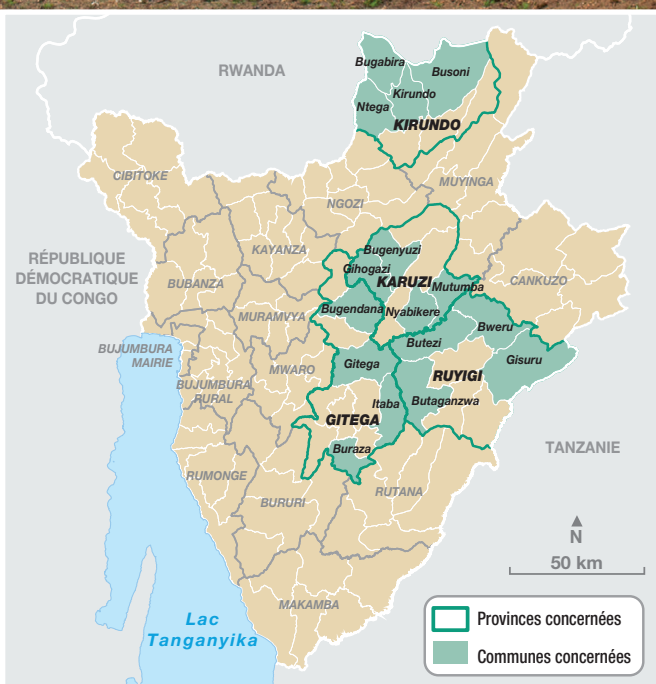 RWANDA
Bugabira
Busoni
Kirundo
Ntega
KIRUNDO
CIBITOKE
MUYINGA
NGOZI
RÉPUBLIQUE
DÉMOCRATIQUE
DU CONGO
KAYANZA
Bugenyuzi
Gihogazi
KARUZI
CANKUZO
BUBANZA
Mutumba
MURAMVYA
Bugendana
Nyabikere
Bweru
BUJUMBURA
MAIRIE
Butezi
Gitega
Gisuru
MWARO
RUYIGI
BUJUMBURA
RURAL
Itaba
Butaganzwa
GITEGA
Buraza
TANZANIE
RUMONGE
RUTANA
BURURI
N
50 km
MAKAMBA
Lac
Tanganyika
Provinces concernées
Communes concernées